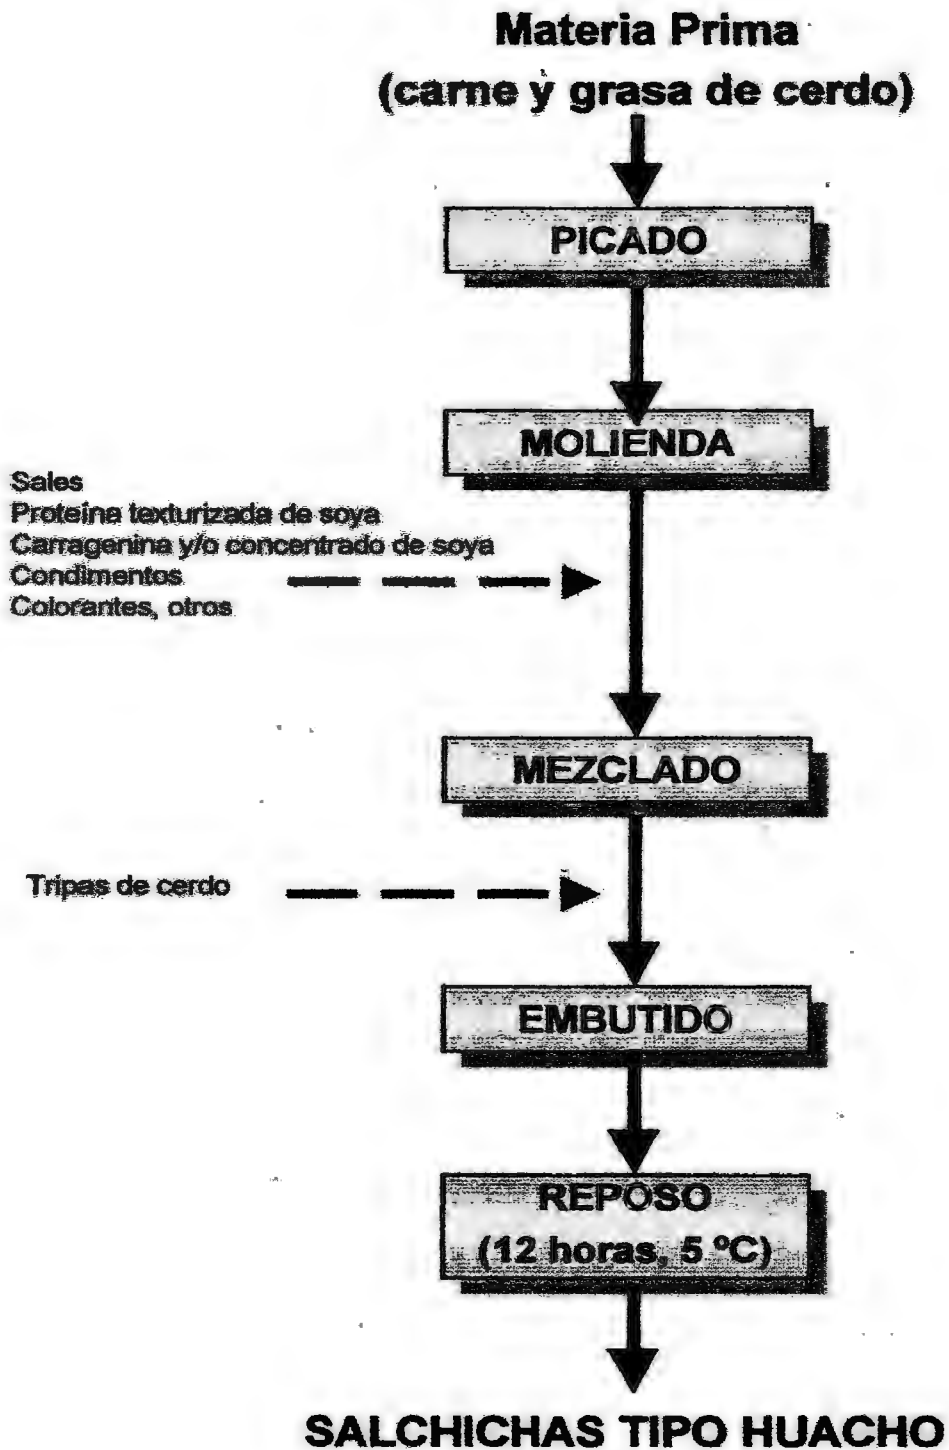 Materia Prima
(carne y grasa de cerdo)
PICADO
MOLIENDA
Sales
Proteína texturizada de soya
Carragenina y/o concentrado de soya
Condimentos
Colorantes, otros
MEZCLADO
Tripas de cerdo
EMBUTIDO
REPOSO
(12 horas, 5 ºC)
SALCHICHAS TIPO HUACHO